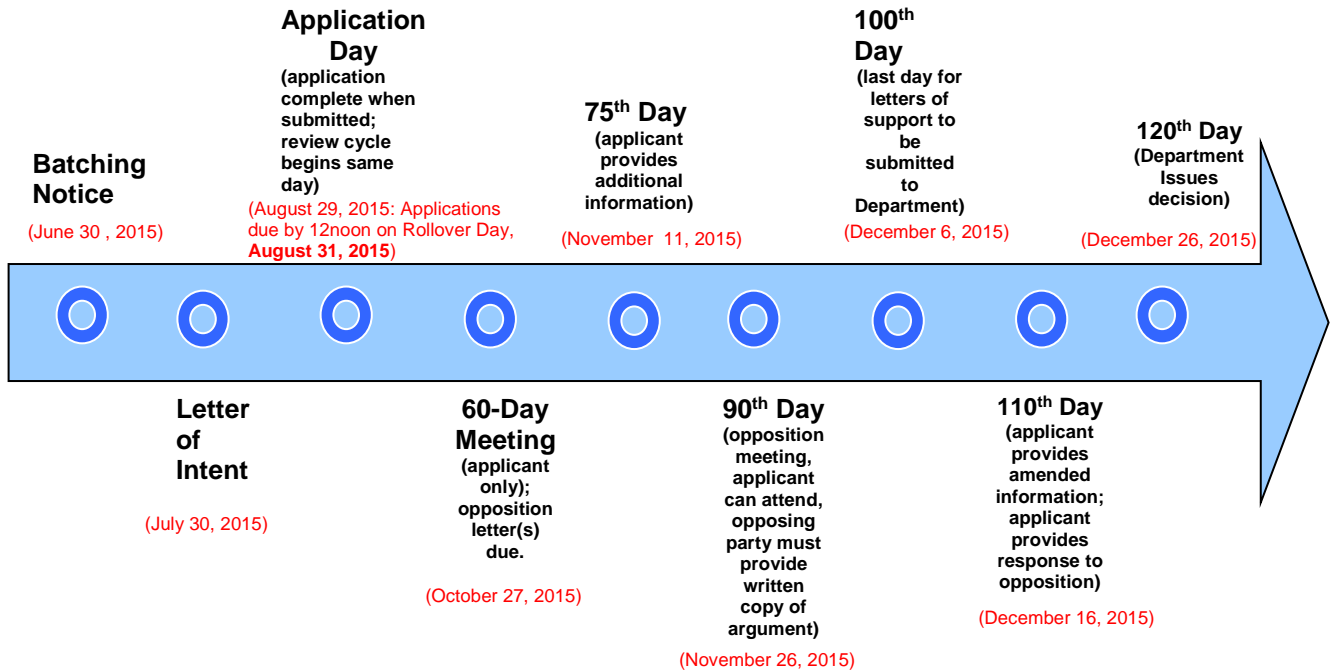 Batching
Notice
(June 30 , 2015)
Letter
of
Intent
(July 30, 2015)
Application
Day
(application
complete when
submitted;
review cycle
begins same
day)
(August 29, 2015: Applications
due by 12noon on Rollover Day,
August 31, 2015)
60-Day
Meeting
(applicant
only);
opposition
letter(s)
due.
(October 27, 2015)
75th Day
(applicant
provides
additional
information)
(November 11, 2015)
90th Day
(opposition
meeting,
applicant
can attend,
opposing
party must
provide
written
copy of
argument)
(November 26, 2015)
100th
Day
(last day for
letters of
support to
be
submitted
to
Department)
(December 6, 2015)
110th Day
(applicant
provides
amended
information;
applicant
provides
response to
opposition)
(December 16, 2015)
120th Day
(Department
Issues
decision)
(December 26, 2015)